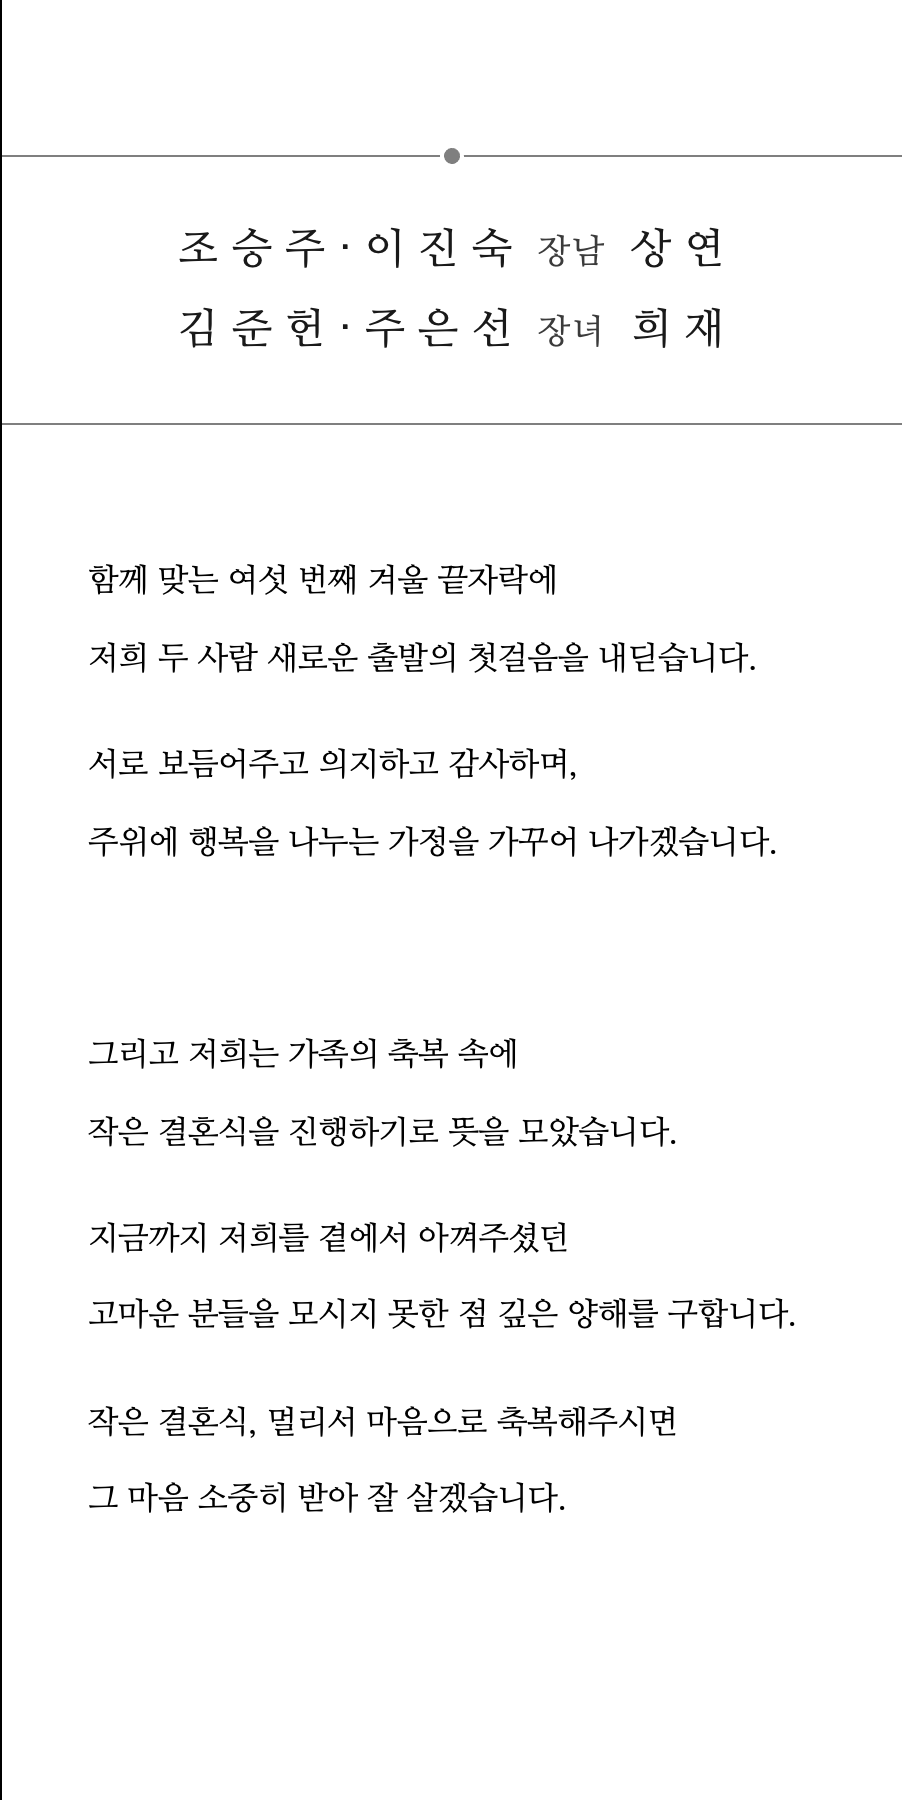 조승주·이진숙 장남 상연
김준헌·주은선 장녀 희재
함께 맞는 여섯 번째 겨울 끝자락에
저희 두 사람 새로운 출발의 첫걸음을 내딛습니다.
서로 보듬어주고 의지하고 감사하며,
주위에 행복을 나누는 가정을 가꾸어 나가겠습니다.
그리고 저희는 가족의 축복 속에
작은 결혼식을 진행하기로 뜻을 모았습니다.
지금까지 저희를 곁에서 아껴주셨던
고마운 분들을 모시지 못한 점 깊은 양해를 구합니다.
작은 결혼식, 멀리서 마음으로 축복해주시면
그 마음 소중히 받아 잘 살겠습니다.